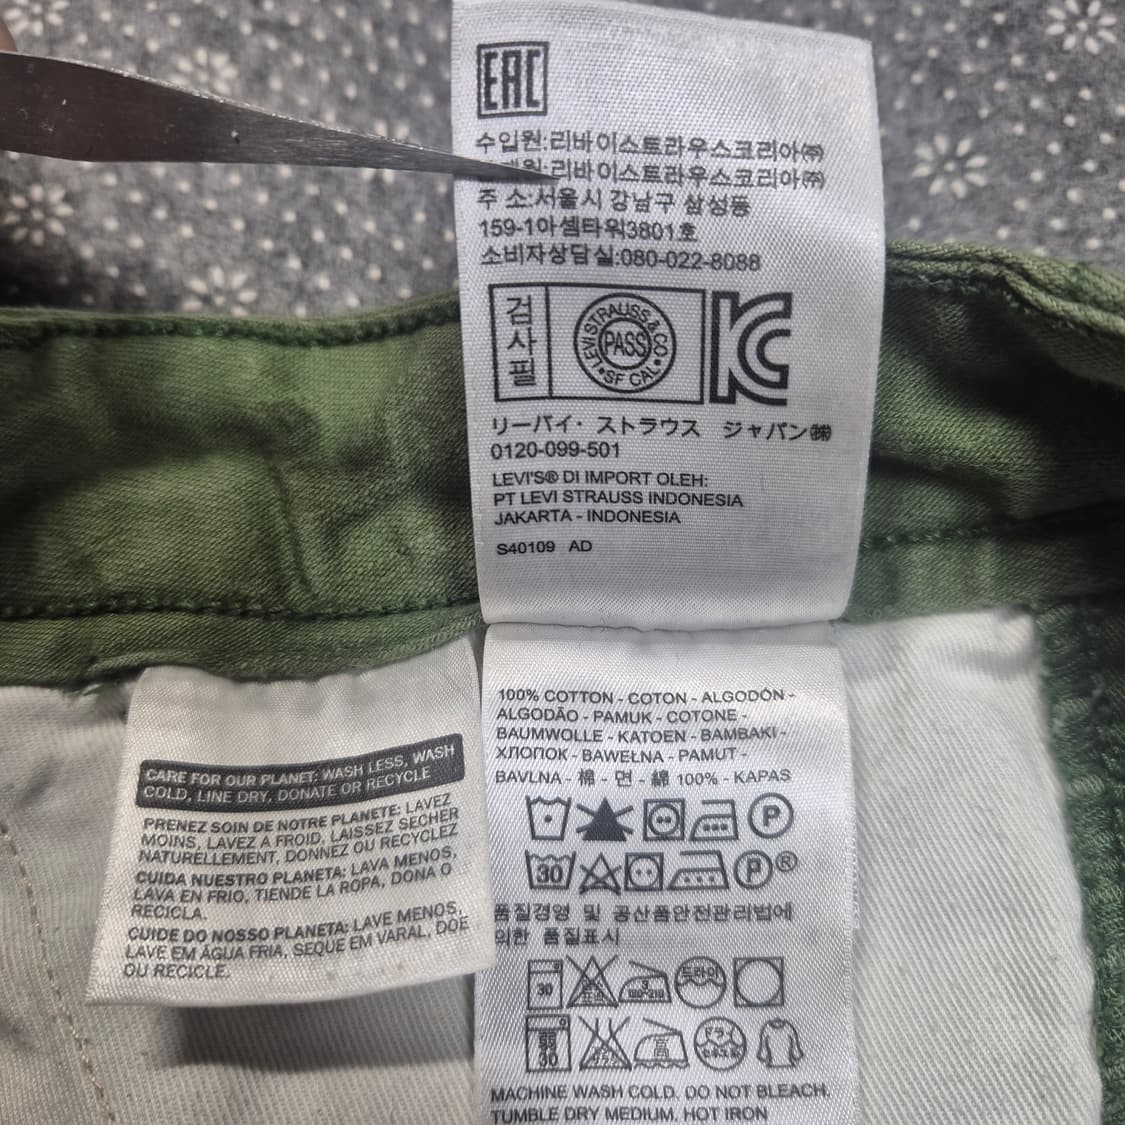 EAC
수입원:리바이스트라우스코리아㈜
원:리바이스트라우스코리아㈜
주 소:서울시 강남구 삼성동
159-1아셈타워3801호
소비자상담실:080-022-8088
검사필
LEVI STRAUSS & CO.
PASS
SF CAL
KC
リーバイ・ストラウス ジャパン㈱
0120-099-501
LEVI'S® DI IMPORT OLEH:
PT LEVI STRAUSS INDONESIA
JAKARTA - INDONESIA
S40109 AD
CARE FOR OUR PLANET: WASH LESS, WASH
COLD, LINE DRY, DONATE OR RECYCLE
PRENEZ SOIN DE NOTRE PLANETE: LAVEZ
MOINS, LAVEZ A FROID, LAISSEZ SECHER
NATURELLEMENT, DONNEZ OU RECYCLEZ
CUIDA NUESTRO PLANETA: LAVA MENOS,
LAVA EN FRIO, TIENDE LA ROPA, DONA O
RECICLA.
CUIDE DO NOSSO PLANETA: LAVE MENOS,
LAVE EM ÁGUA FRIA, SEQUE EM VARAL, DOE
OU RECICLE.
100% COTTON - COTON - ALGODÓN -
ALGODÃO - PAMUK - COTONE -
BAUMWOLLE - KATOEN - BAMBAKI -
ХЛОПОК - BAWEŁNA - PAMUT -
BAVLNA - 棉 - 면 - 綿 100% - KAPAS
P
30 P®
품질경영 및 공산품안전관리법에
의한 품질표시
30 드라이
30 高 ドライ
MACHINE WASH COLD. DO NOT BLEACH.
TUMBLE DRY MEDIUM. HOT IRON